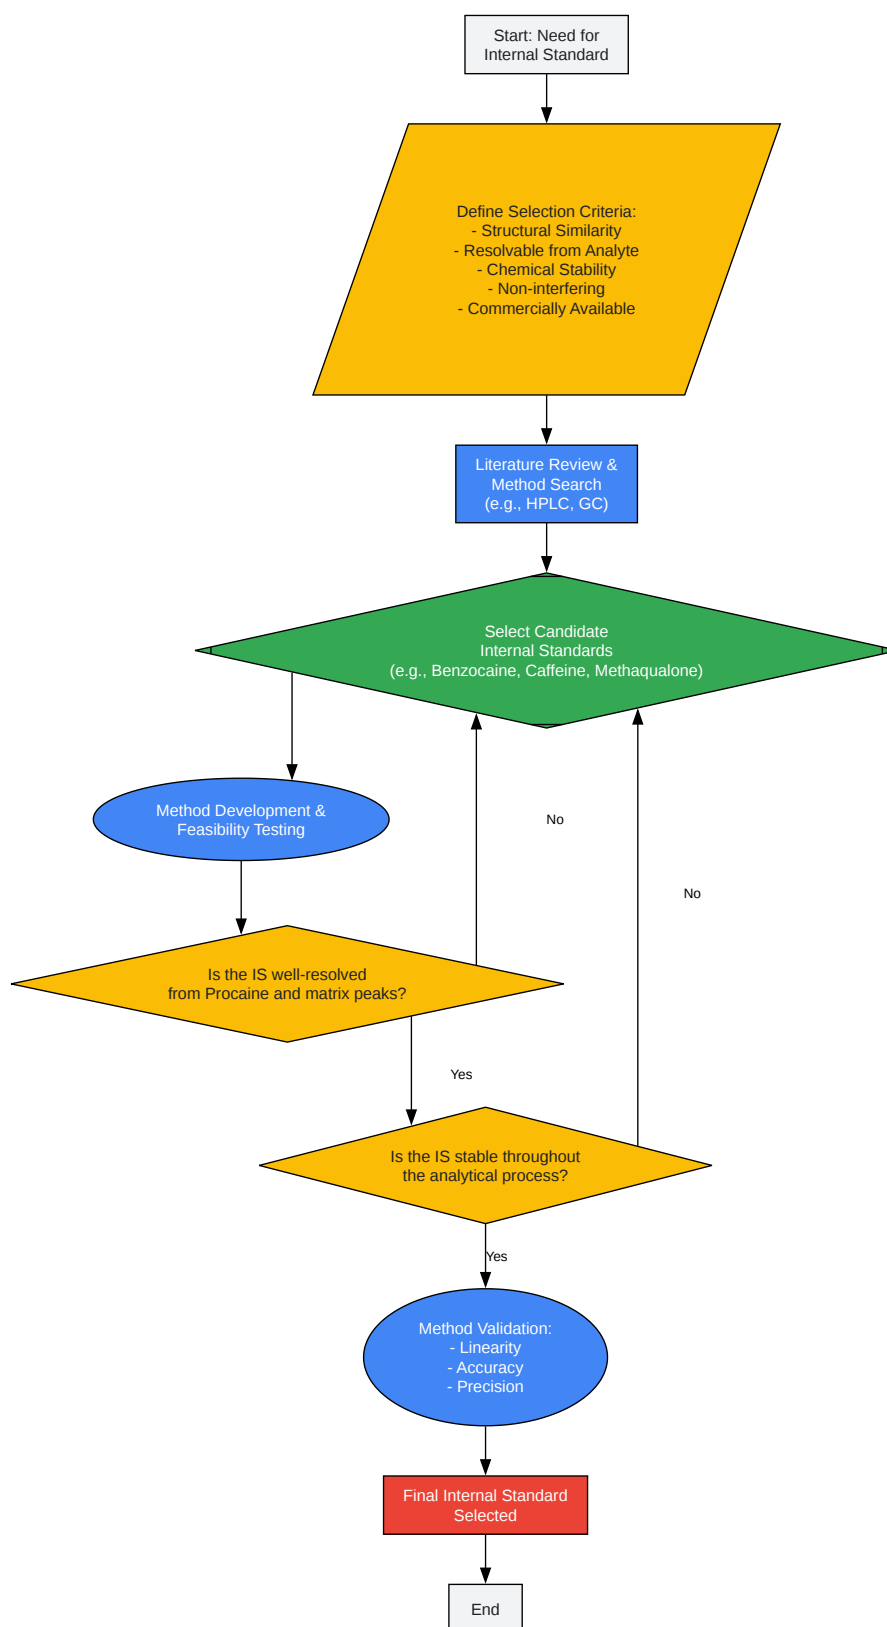 Start: Need for
Internal Standard
Define Selection Criteria:
- Structural Similarity
- Resolvable from Analyte
- Chemical Stability
- Non-interfering
- Commercially Available
Literature Review &
Method Search
(e.g., HPLC, GC)
Select Candidate
Internal Standards
(e.g., Benzocaine, Caffeine, Methaqualone)
Method Development &
Feasibility Testing
No
No
Is the IS well-resolved
from Procaine and matrix peaks?
Yes
Is the IS stable throughout
the analytical process?
Yes
Method Validation:
- Linearity
- Accuracy
- Precision
Final Internal Standard
Selected
End